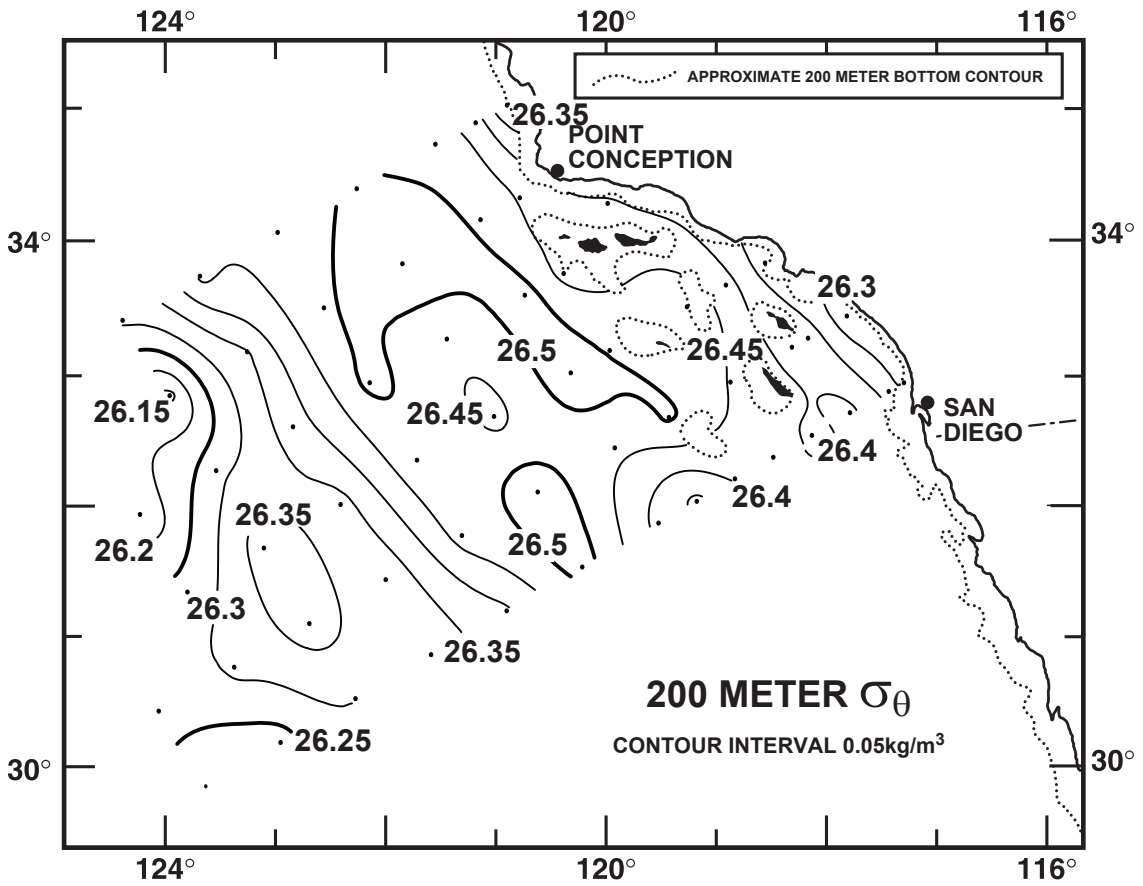 124° 120° 116°
APPROXIMATE 200 METER BOTTOM CONTOUR
26.35
POINT
CONCEPTION
34° 34°
26.3
26.5 26.45
26.15 26.45
SAN
DIEGO
26.4
26.4
26.35
26.5
26.2
26.3
26.35
200 METER σθ
26.25
CONTOUR INTERVAL 0.05kg/m³
30° 30°
124° 120° 116°